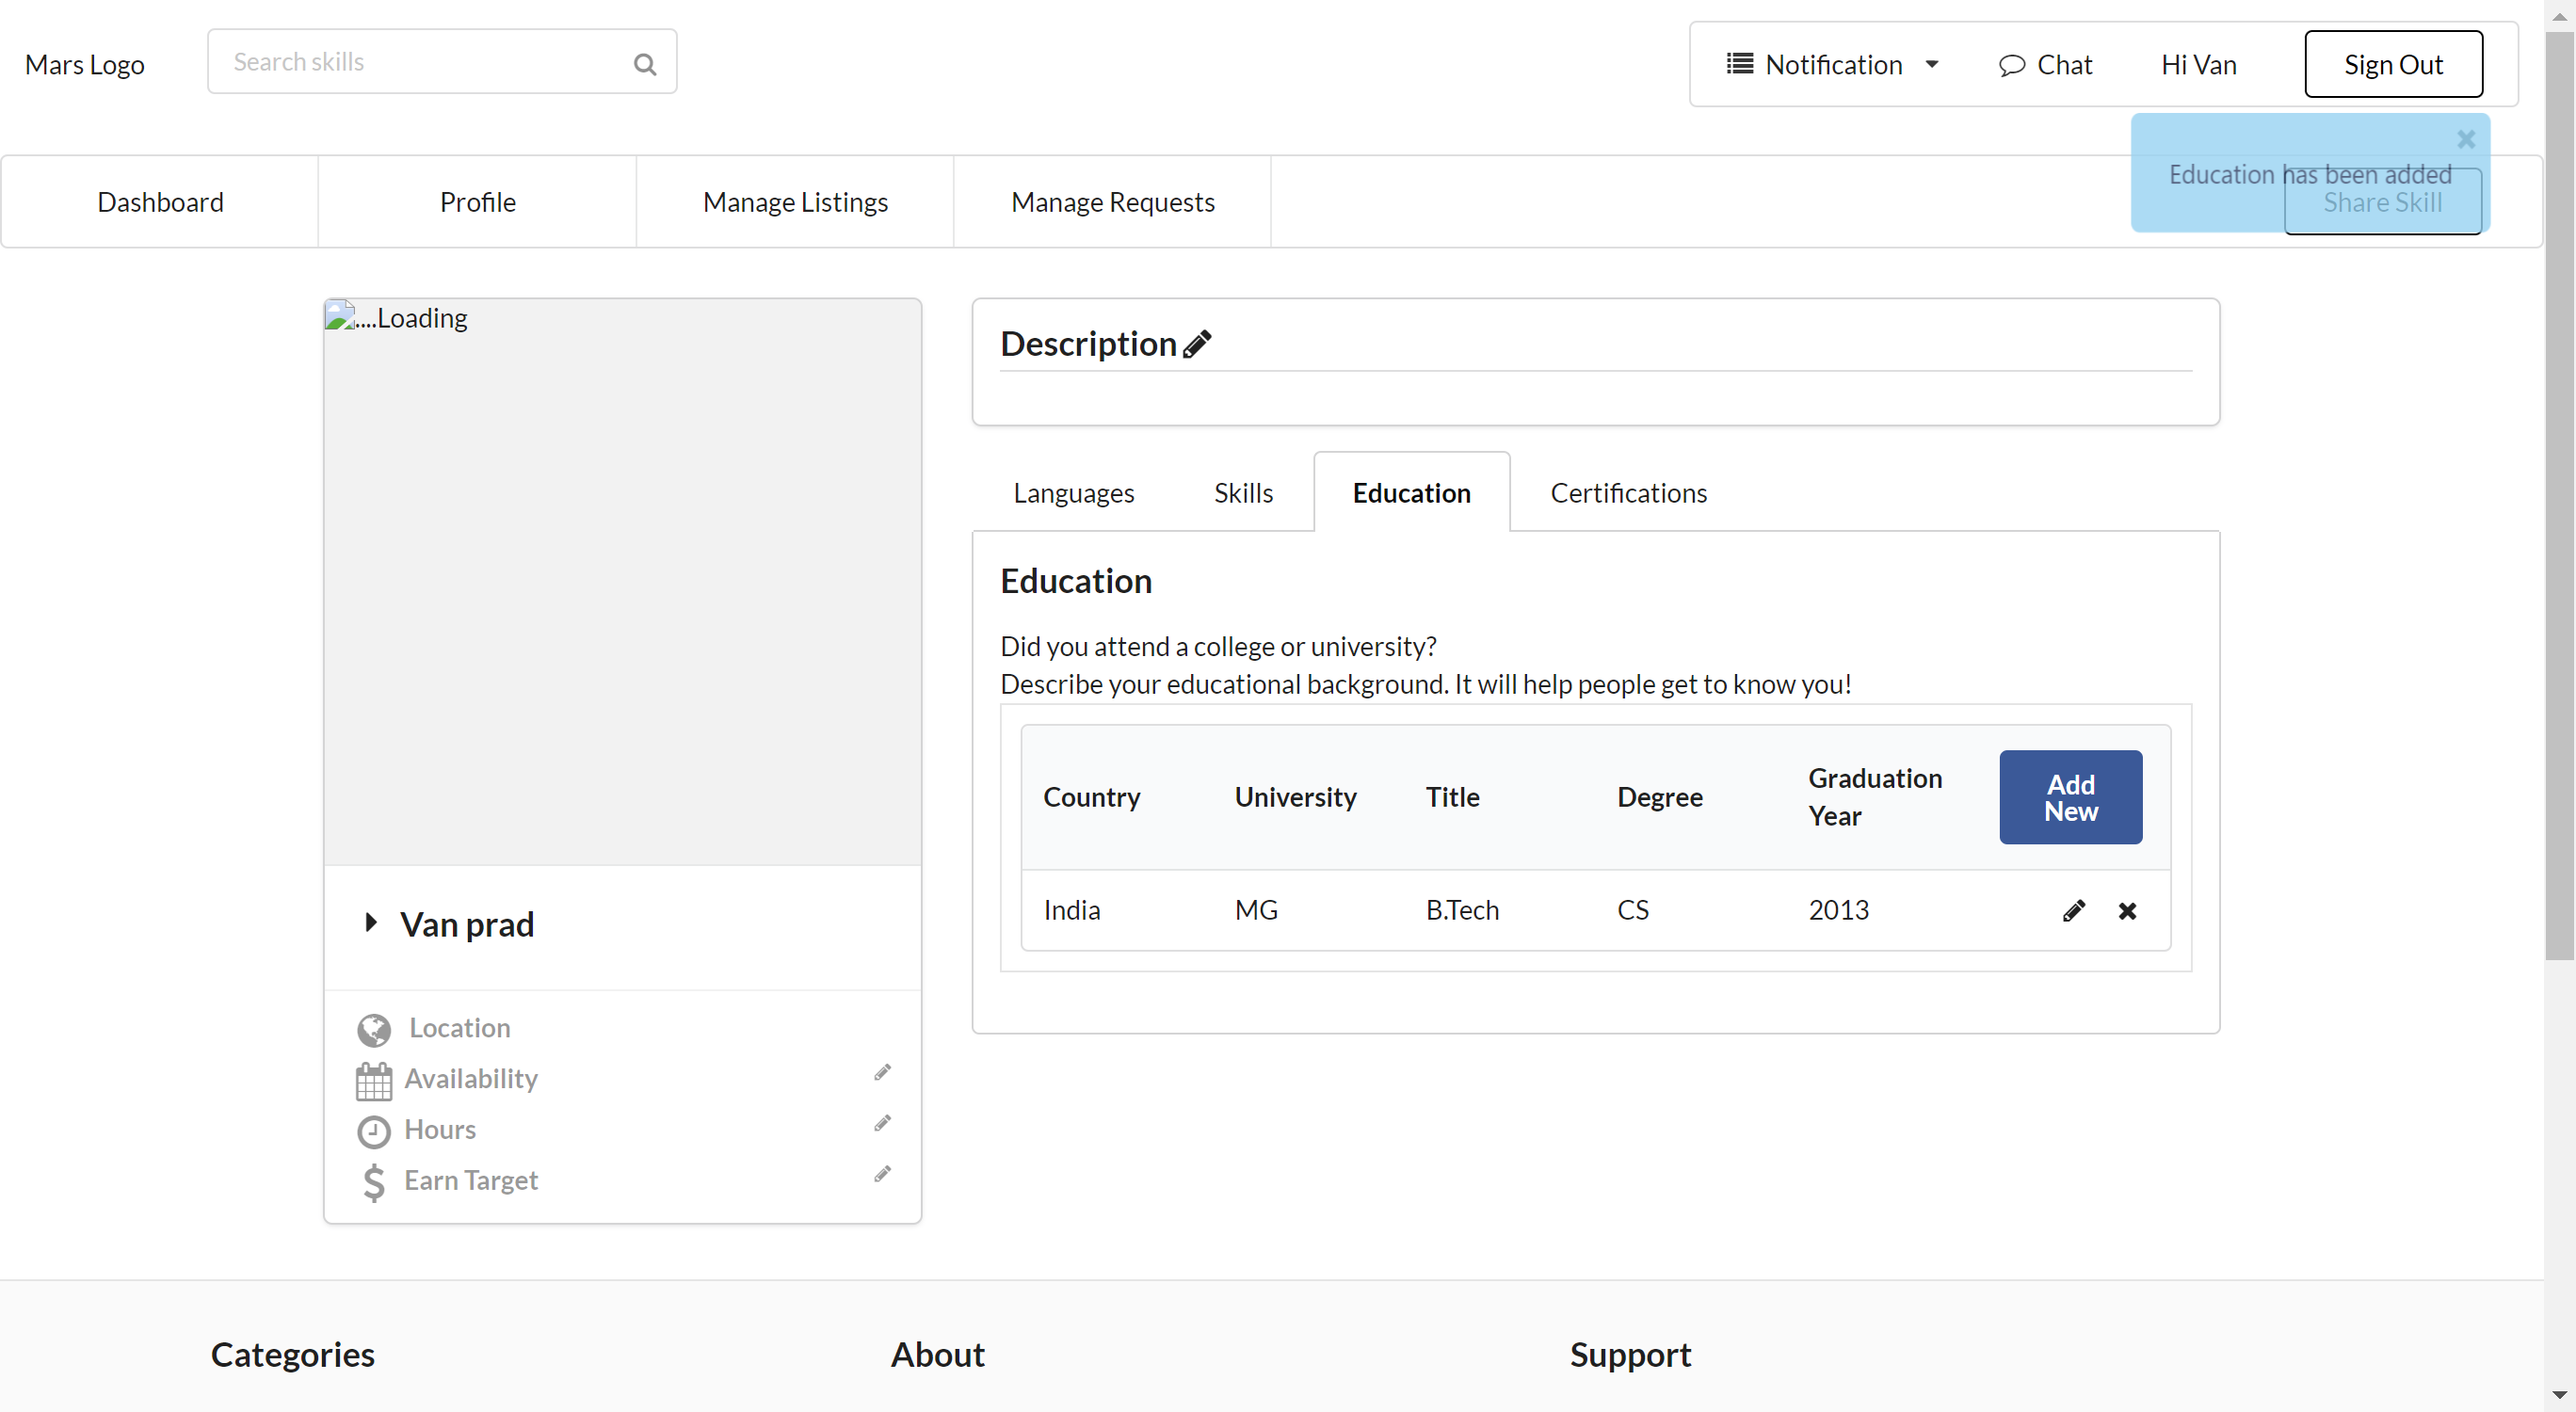 Mars Logo
Search skills
Notification
Chat
Hi Van
Sign Out
Education has been added
Dashboard
Profile
Manage Listings
Manage Requests
Share Skill
....Loading
Description
Languages
Skills
Education
Certifications
Education
Did you attend a college or university?
Describe your educational background. It will help people get to know you!
Country
University
Title
Degree
Graduation
Year
Add
New
India
MG
B.Tech
CS
2013
Van prad
Location
Availability
Hours
Earn Target
Categories
About
Support